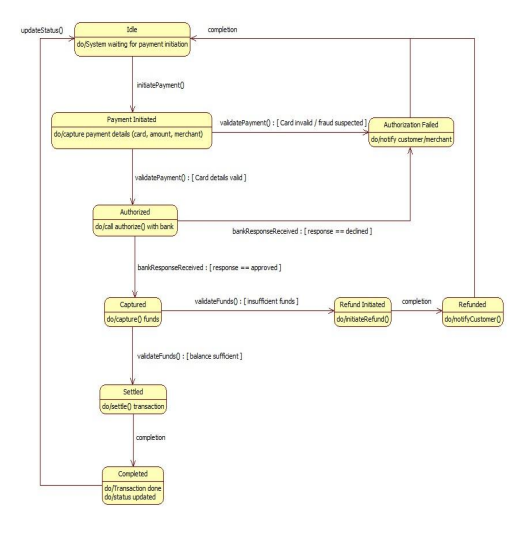 updateStatus()
Idle
completion
do/System waiting for payment initiation
initiatePayment()
Payment Initiated
do/capture payment details (card, amount, merchant)
validatePayment() : [ Card invalid / fraud suspected ]
Authorization Failed
do/notify customer/merchant
validatePayment() : [ Card details valid ]
Authorized
do/call authorize() with bank
bankResponseReceived : [ response == declined ]
bankResponseReceived : [ response == approved ]
Captured
do/capture() funds
validateFunds() : [ insufficient funds ]
Refund Initiated
do/initiateRefund()
completion
Refunded
do/notifyCustomer()
validateFunds() : [ balance sufficient ]
Settled
do/settle() transaction
completion
Completed
do/Transaction done
do/status updated